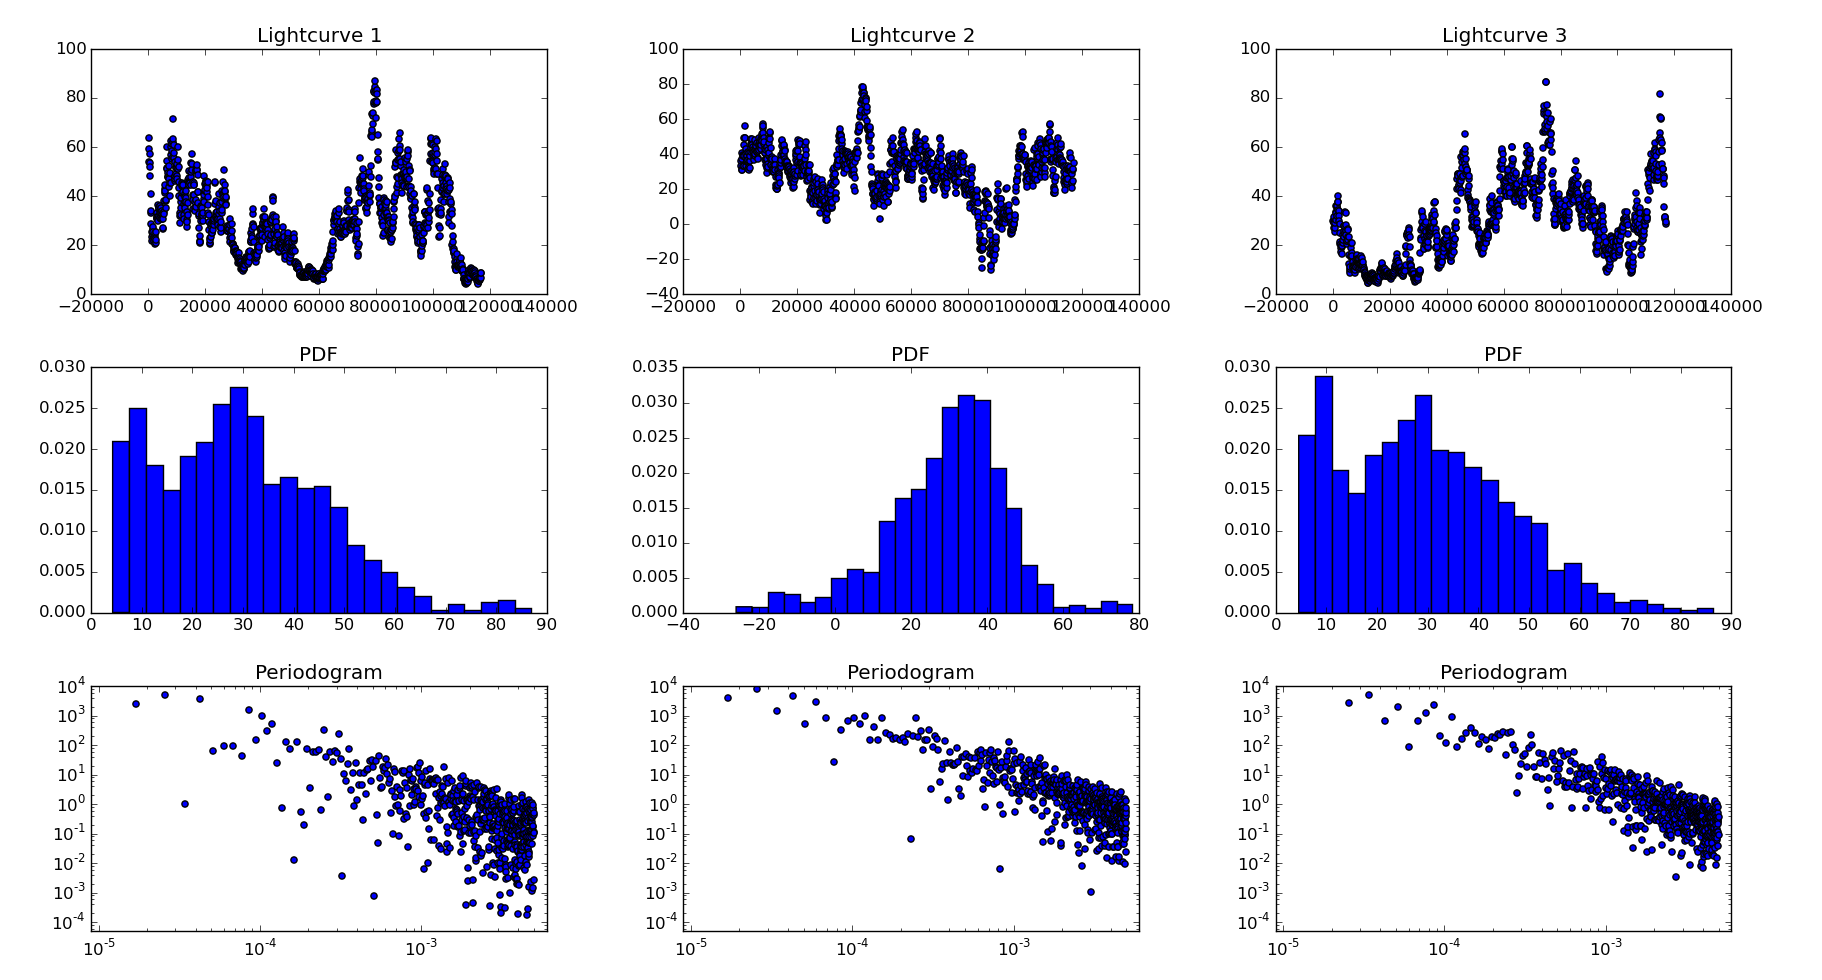 Lightcurve 1 Lightcurve 2 Lightcurve 3
100 100 100
80 80 80
60 60 60
40 40 40
20 20 20
0 0 0
−20 −40
−20000 0 20000 40000 60000 80000 100000 120000 140000
−20000 0 20000 40000 60000 80000 100000 120000 140000
−20000 0 20000 40000 60000 80000 100000 120000 140000
PDF PDF PDF
0.030 0.035 0.030
0.025 0.030 0.025
0.020 0.025 0.020
0.015 0.020 0.015
0.010 0.015 0.010
0.005 0.010 0.005
0.000 0.005 0.000
0.000
0 10 20 30 40 50 60 70 80 90
−40 −20 0 20 40 60 80
0 10 20 30 40 50 60 70 80 90
Periodogram Periodogram Periodogram
10^4 10^4 10^4
10^3 10^3 10^3
10^2 10^2 10^2
10^1 10^1 10^1
10^0 10^0 10^0
10^-1 10^-1 10^-1
10^-2 10^-2 10^-2
10^-3 10^-3 10^-3
10^-4 10^-4 10^-4
10^-5 10^-4 10^-3
10^-5 10^-4 10^-3
10^-5 10^-4 10^-3